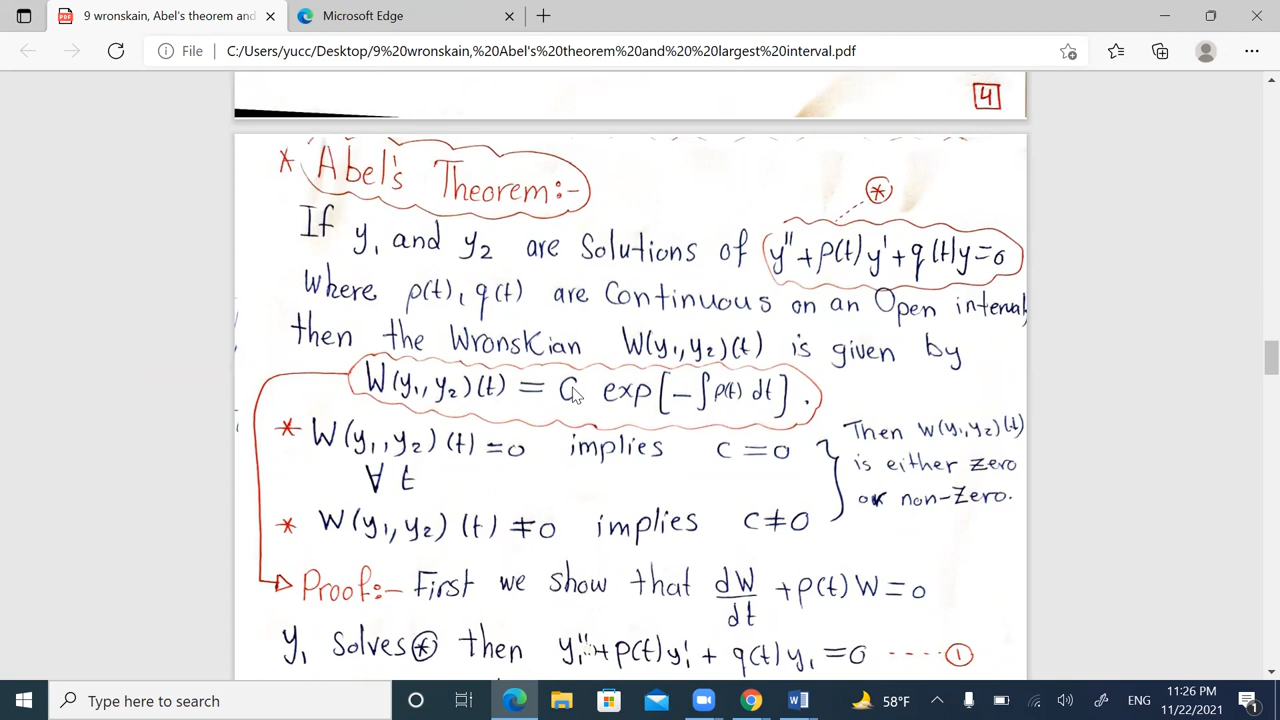 9 wronskain, Abel's theorem and
Microsoft Edge
File
C:/Users/yucc/Desktop/9%20wronskain,%20Abel's%20theorem%20and%20%20largest%20interval.pdf
4
* Abel's Theorem:-
*
If y₁ and y₂ are solutions of y''+p(t)y'+q(t)y=0
where p(t), q(t) are continuous on an Open interval
then the Wronskian W(y₁,y₂)(t) is given by
W(y₁,y₂)(t) = C exp[-∫p(t) dt].
* W(y₁,y₂)(t)=0 implies c=0
∀ t
Then W(y₁,y₂)(t)
is either zero
or non-zero.
* W(y₁,y₂)(t)≠0 implies c≠0
Proof:- First we show that dW/dt +p(t)W=0
y₁ solves ⊛ then y₁''+p(t)y₁' + q(t)y₁=0 ----①
Type here to search
58°F
ENG
11:26 PM
11/22/2021
1